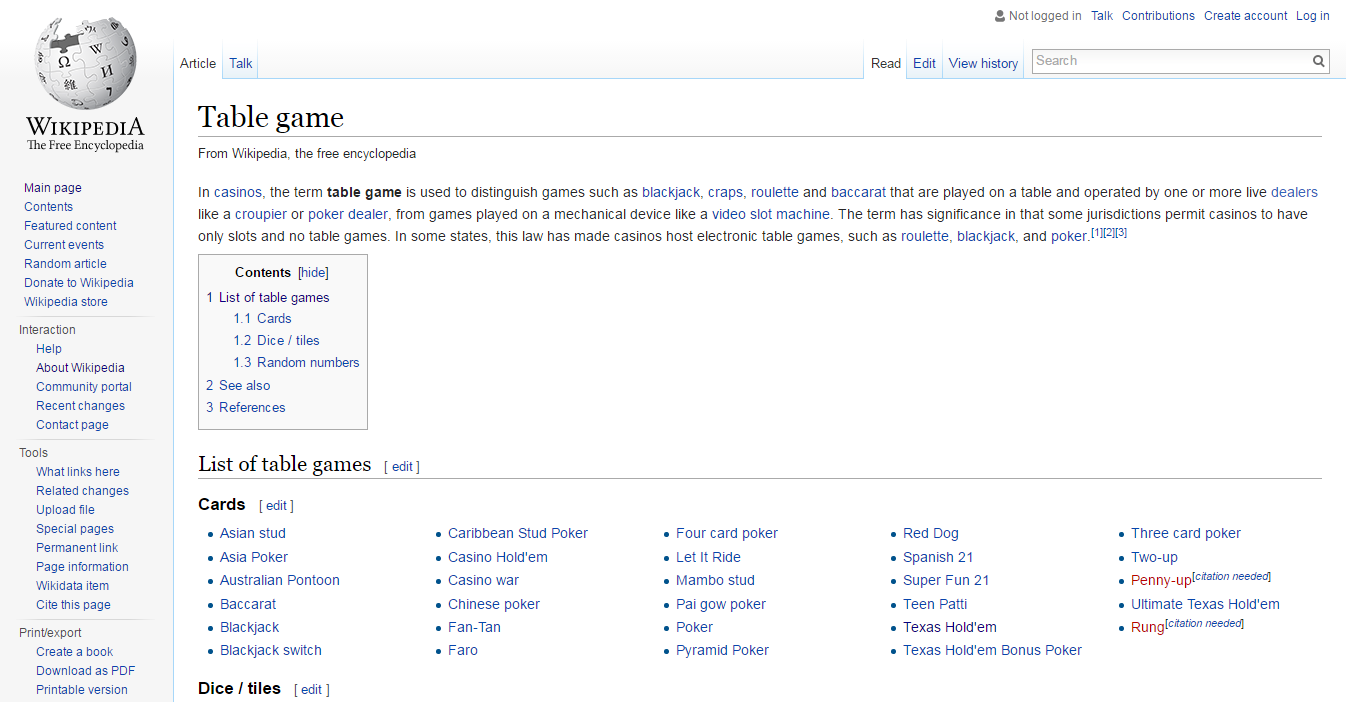 Not logged in Talk Contributions Create account Log in
Article Talk
Read Edit View history Search
WIKIPEDIA
The Free Encyclopedia
Main page
Contents
Featured content
Current events
Random article
Donate to Wikipedia
Wikipedia store
Interaction
Help
About Wikipedia
Community portal
Recent changes
Contact page
Tools
What links here
Related changes
Upload file
Special pages
Permanent link
Page information
Wikidata item
Cite this page
Print/export
Create a book
Download as PDF
Printable version
Table game
From Wikipedia, the free encyclopedia
In casinos, the term table game is used to distinguish games such as blackjack, craps, roulette and baccarat that are played on a table and operated by one or more live dealers
like a croupier or poker dealer, from games played on a mechanical device like a video slot machine. The term has significance in that some jurisdictions permit casinos to have
only slots and no table games. In some states, this law has made casinos host electronic table games, such as roulette, blackjack, and poker.[1][2][3]
Contents [hide]
1 List of table games
1.1 Cards
1.2 Dice / tiles
1.3 Random numbers
2 See also
3 References
List of table games [ edit ]
Cards [ edit ]
Asian stud
Asia Poker
Australian Pontoon
Baccarat
Blackjack
Blackjack switch
Caribbean Stud Poker
Casino Hold'em
Casino war
Chinese poker
Fan-Tan
Faro
Four card poker
Let It Ride
Mambo stud
Pai gow poker
Poker
Pyramid Poker
Red Dog
Spanish 21
Super Fun 21
Teen Patti
Texas Hold'em
Texas Hold'em Bonus Poker
Three card poker
Two-up
Penny-up[citation needed]
Ultimate Texas Hold'em
Rung[citation needed]
Dice / tiles [ edit ]